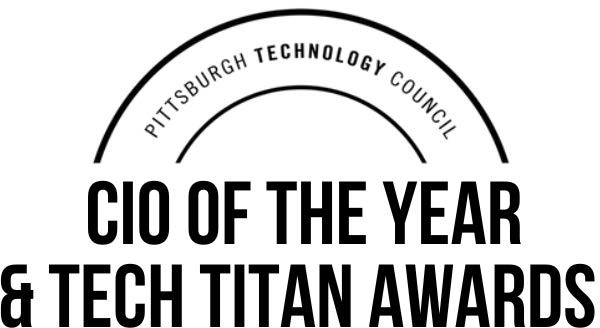 PITTSBURGH TECHNOLOGY COUNCIL
CIO OF THE YEAR
& TECH TITAN AWARDS